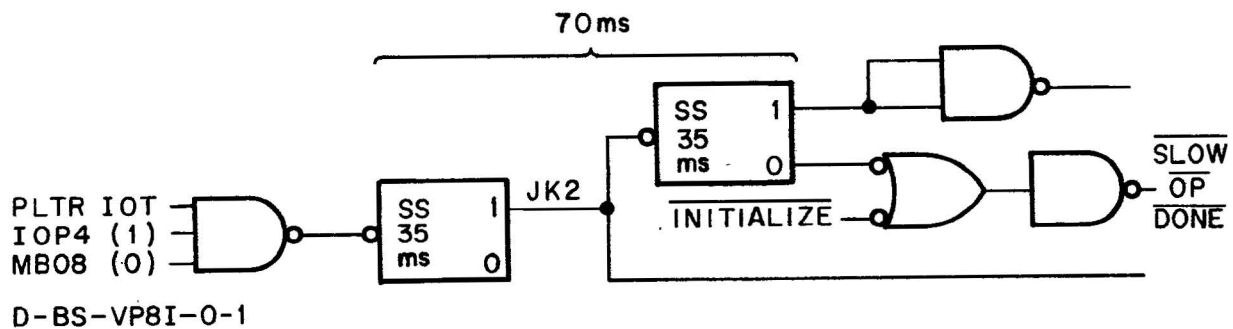 70ms
SS 1
35
ms 0
SLOW
OP
DONE
INITIALIZE
JK2
PLTR IOT
IOP4 (1)
MB08 (0)
SS 1
35
ms 0
D-BS-VP8I-0-1